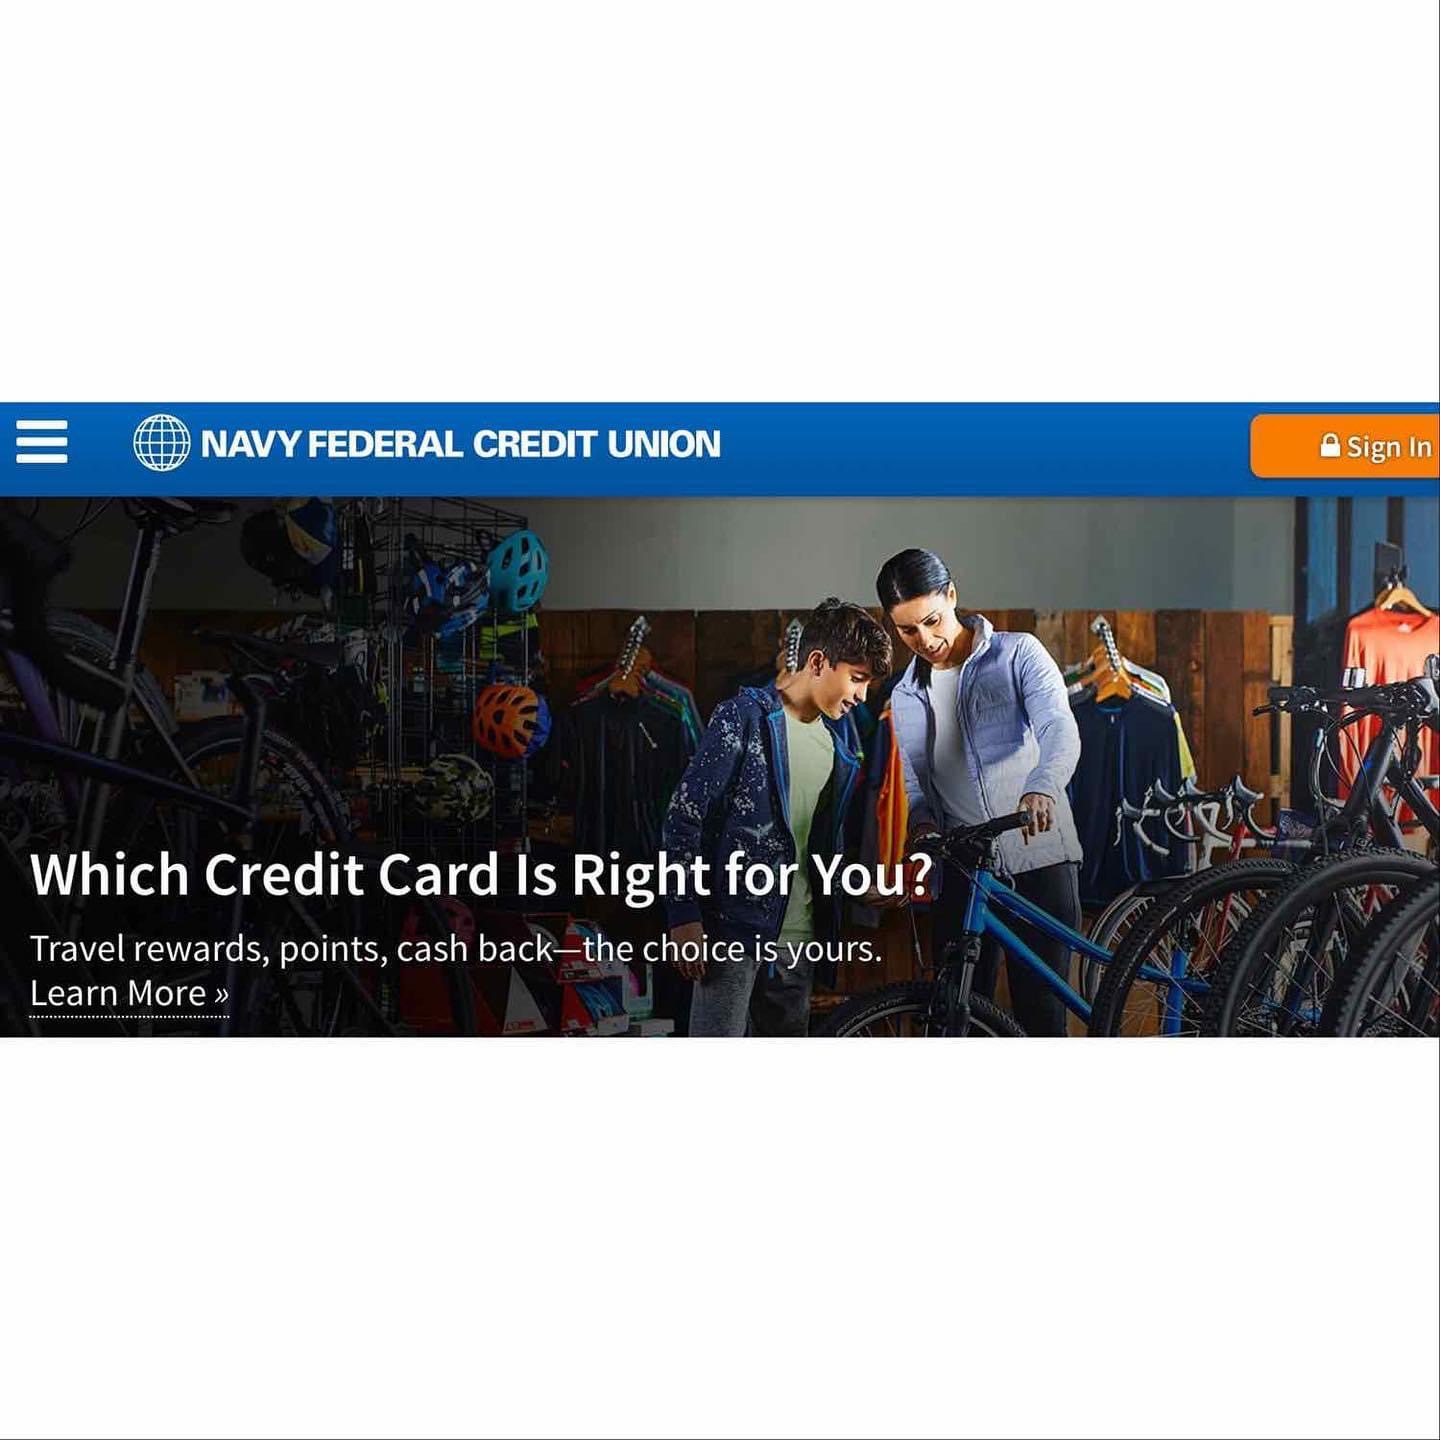 NAVY FEDERAL CREDIT UNION
Sign In
Which Credit Card Is Right for You?
Travel rewards, points, cash back—the choice is yours.
Learn More »